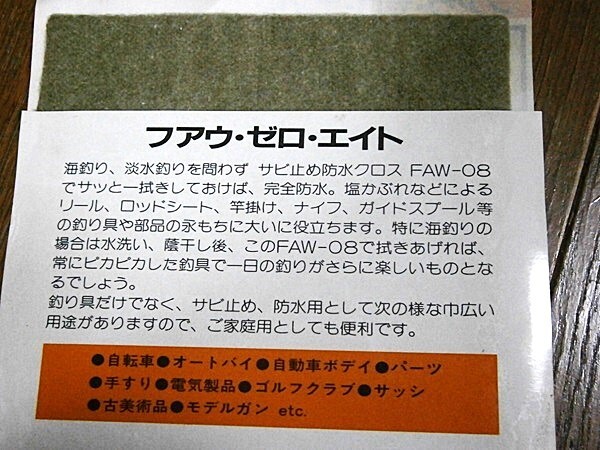 フアウ・ゼロ・エイト
海釣り、淡水釣りを問わず サビ止め防水クロス FAW-08
でサッと一拭きしておけば、完全防水。塩かぶれなどによる
リール、ロッドシート、竿掛け、ナイフ、ガイドスプール等
の釣り具や部品の永もちに大いに役立ちます。特に海釣りの
場合は水洗い、蔭干し後、このFAW-08で拭きあげれば、
常にピカピカした釣具で一日の釣りがさらに楽しいものとな
るでしょう。
釣り具だけでなく、サビ止め、防水用として次の様な巾広い
用途がありますので、ご家庭用としても便利です。
●自転車●オートバイ●自動車ボデイ●パーツ
●手すり●電気製品●ゴルフクラブ●サッシ
●古美術品●モデルガン etc.